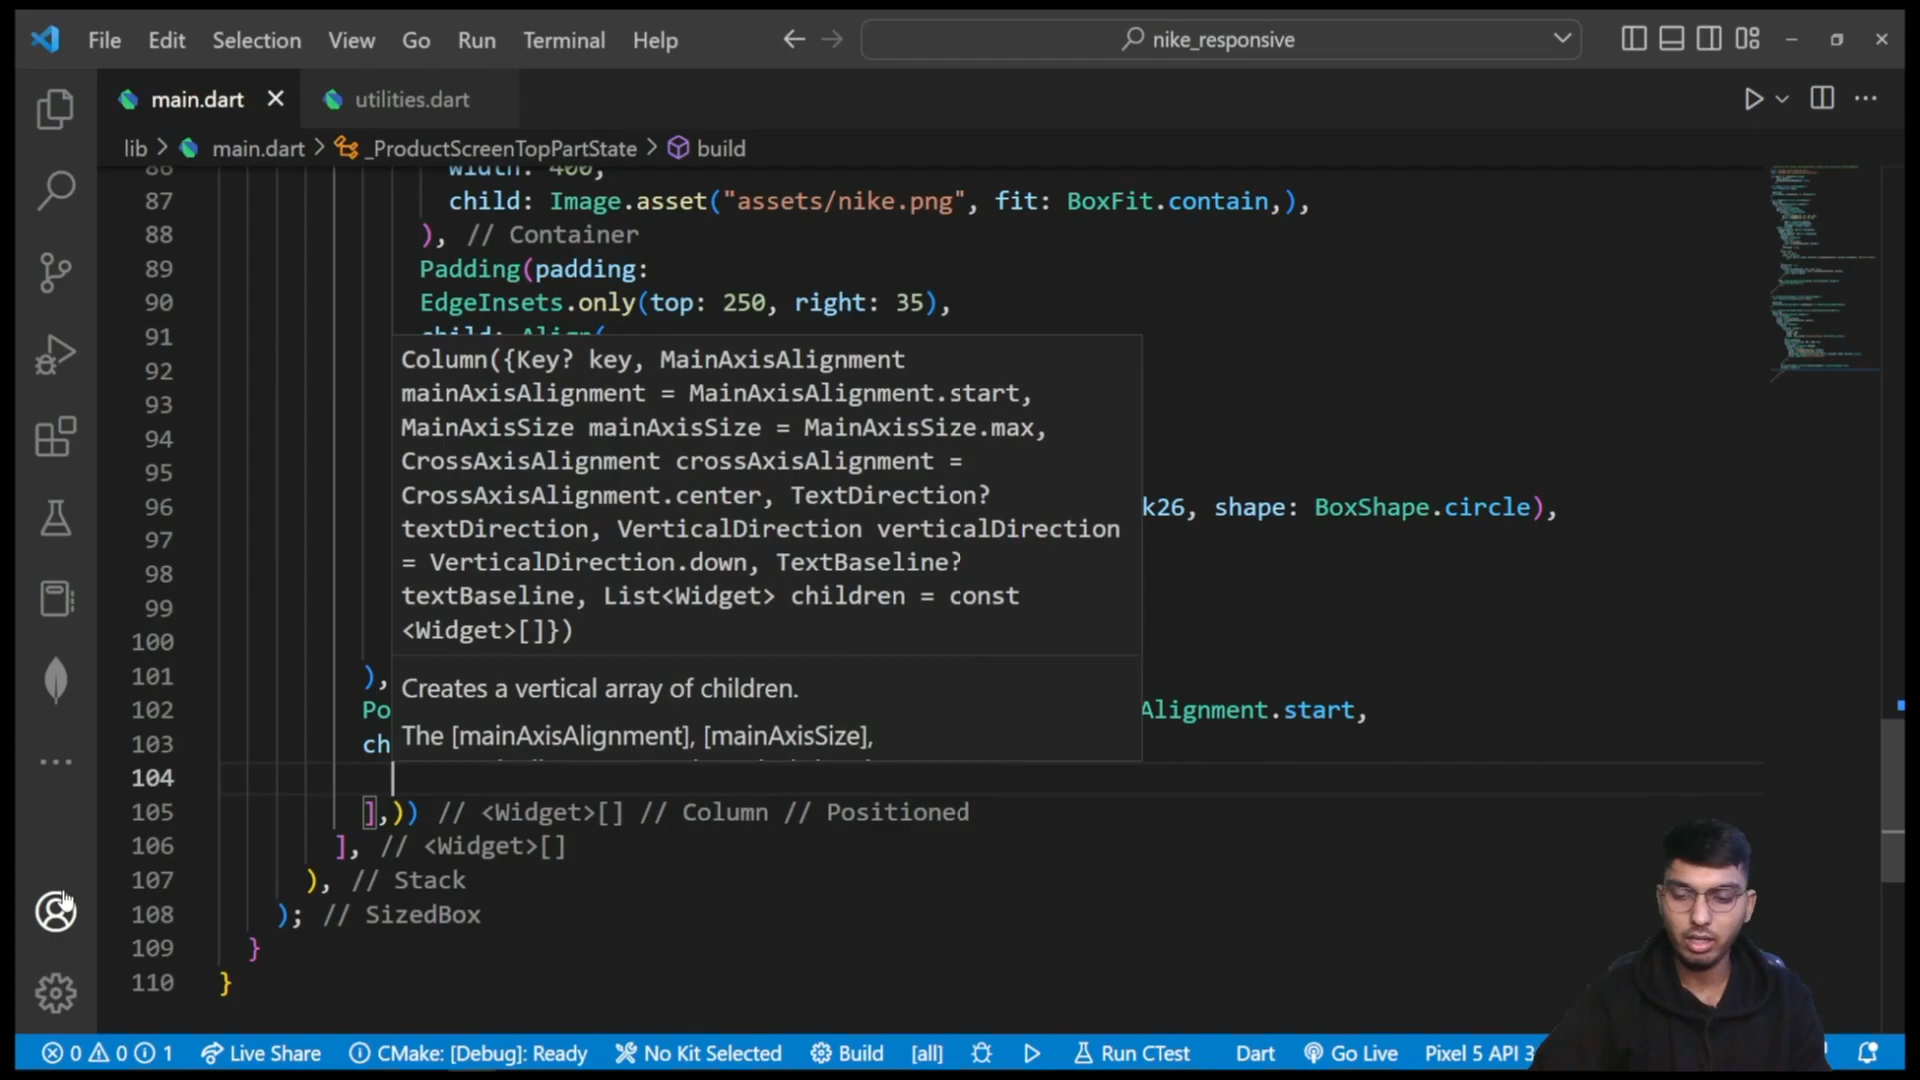 File Edit Selection View Go Run Terminal Help nike_responsive
main.dart utilities.dart
lib > main.dart > _ProductScreenTopPartState > build
86 width: 400,
87 child: Image.asset("assets/nike.png", fit: BoxFit.contain,),
88 ), // Container
89 Padding(padding:
90 EdgeInsets.only(top: 250, right: 35),
91 child: Align(
Column({Key? key, MainAxisAlignment
92
mainAxisAlignment = MainAxisAlignment.start,
93
MainAxisSize mainAxisSize = MainAxisSize.max,
94
CrossAxisAlignment crossAxisAlignment =
95
CrossAxisAlignment.center, TextDirection?
96 k26, shape: BoxShape.circle),
textDirection, VerticalDirection verticalDirection
97
= VerticalDirection.down, TextBaseline?
98
textBaseline, List<Widget> children = const
99
<Widget>[]})
100
101 ),
Creates a vertical array of children.
102 Po Alignment.start,
The [mainAxisAlignment], [mainAxisSize],
103 ch
104
105 ],)) // <Widget>[] // Column // Positioned
106 ], // <Widget>[]
107 ), // Stack
108 ); // SizedBox
109 }
110 }
0 0 1 Live Share CMake: [Debug]: Ready No Kit Selected Build [all] Run CTest Dart Go Live Pixel 5 API 3